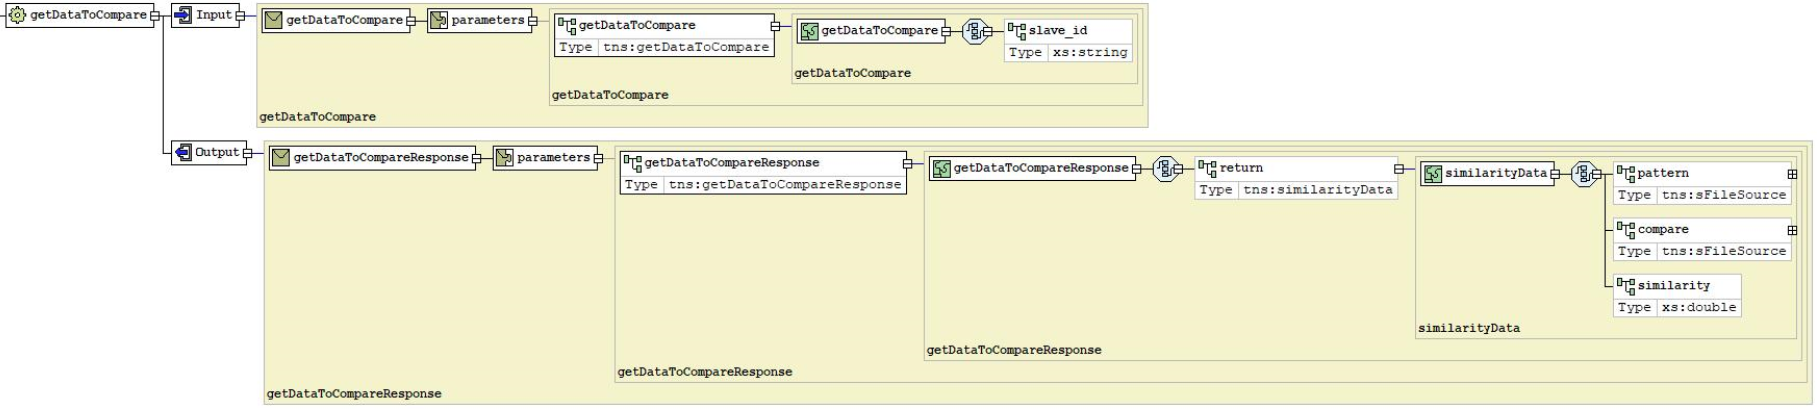 getDataToCompare
Input
getDataToCompare
parameters
getDataToCompare
Type tns:getDataToCompare
getDataToCompare
slave_id
Type xs:string
getDataToCompare
getDataToCompare
getDataToCompare
Output
getDataToCompareResponse
parameters
getDataToCompareResponse
Type tns:getDataToCompareResponse
getDataToCompareResponse
return
Type tns:similarityData
similarityData
pattern
Type tns:sFileSource
compare
Type tns:sFileSource
similarity
Type xs:double
similarityData
getDataToCompareResponse
getDataToCompareResponse
getDataToCompareResponse